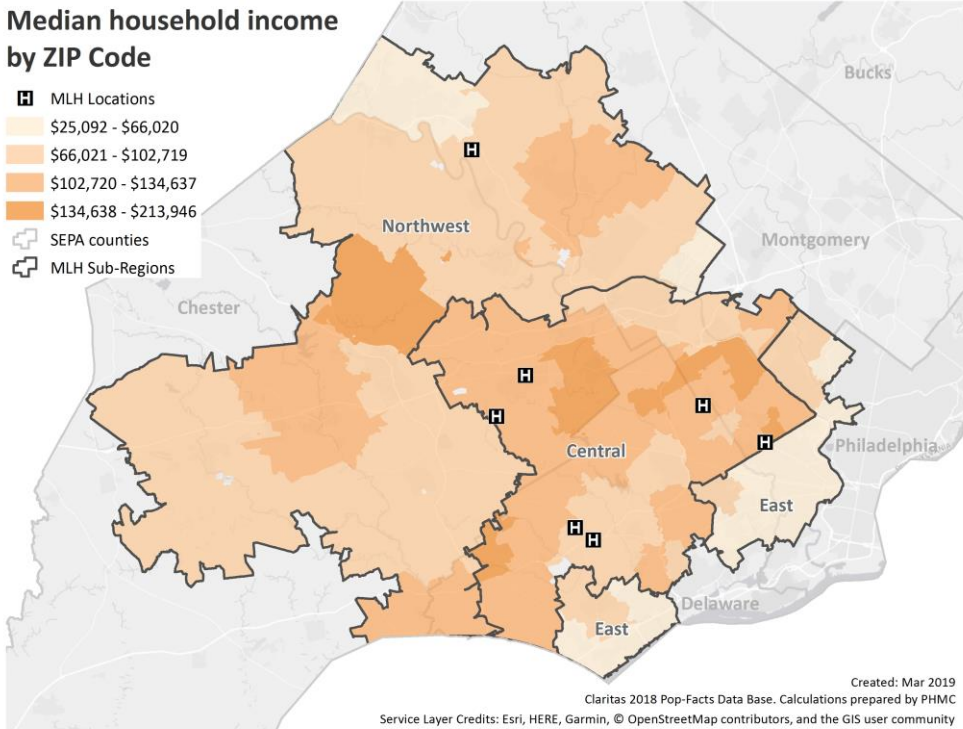 Median household income
by ZIP Code
H MLH Locations
$25,092 - $66,020
$66,021 - $102,719
$102,720 - $134,637
$134,638 - $213,946
SEPA counties
MLH Sub-Regions
Bucks
H
Northwest
Montgomery
Chester
H
H
H
H
Central
Philadelphia
East
H
H
Delaware
East
Created: Mar 2019
Claritas 2018 Pop-Facts Data Base. Calculations prepared by PHMC
Service Layer Credits: Esri, HERE, Garmin, © OpenStreetMap contributors, and the GIS user community